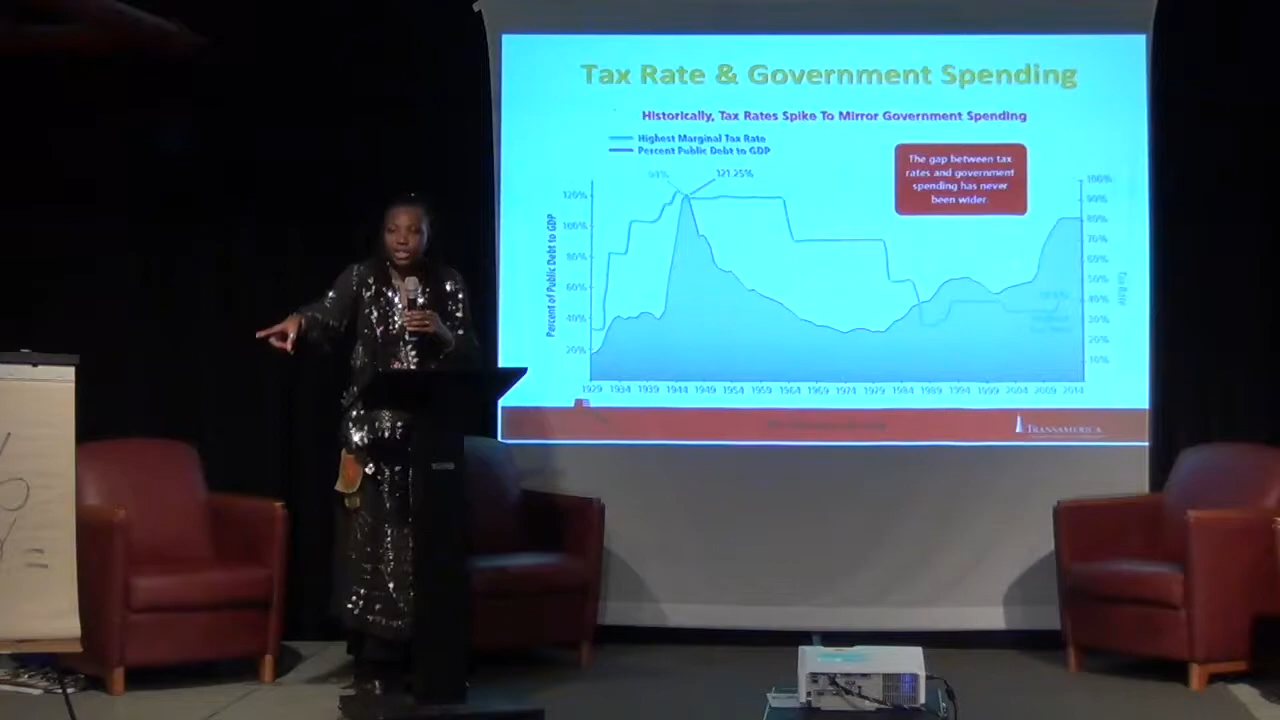 Tax Rate & Government Spending
Historically, Tax Rates Spike To Mirror Government Spending
Highest Marginal Tax Rate
Percent Public Debt to GDP
The gap between tax
rates and government
spending has never
been wider.
94%
121.25%
120%
100%
80%
60%
40%
20%
Percent of Public Debt to GDP
100%
90%
80%
70%
60%
50%
40%
30%
20%
10%
Tax Rate
1929 1934 1939 1944 1949 1954 1959 1964 1969 1974 1979 1984 1989 1994 1999 2004 2009 2014
TRANSAMERICA